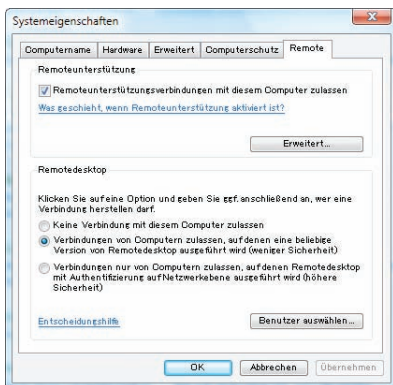 Systemeigenschaften
Computername Hardware Erweitert Computerschutz Remote
Remoteunterstützung
Remoteunterstützungsverbindungen mit diesem Computer zulassen
Was geschieht, wenn Remoteunterstützung aktiviert ist?
Erweitert...
Remotedesktop
Klicken Sie auf eine Option und geben Sie ggf. anschließend an, wer eine
Verbindung herstellen darf.
Keine Verbindung mit diesem Computer zulassen
Verbindungen von Computern zulassen, auf denen eine beliebige
Version von Remotedesktop ausgeführt wird (weniger Sicherheit)
Verbindungen nur von Computern zulassen, auf denen Remotedesktop
mit Authentifizierung auf Netzwerkebene ausgeführt wird (höhere
Sicherheit)
Entscheidungshilfe
Benutzer auswählen...
OK Abbrechen Übernehmen